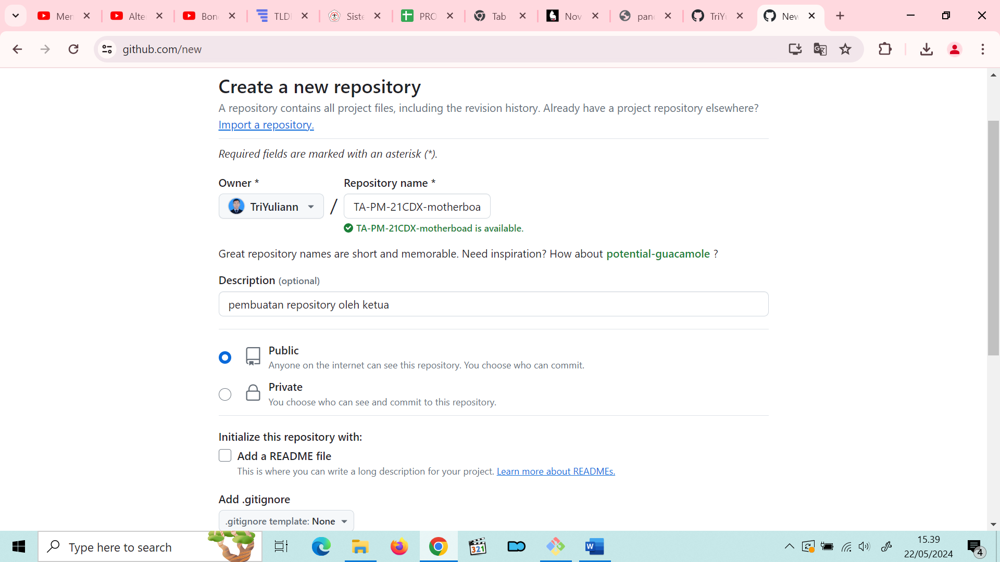 Mer
Alte
Bon
TLD
Siste
PRO
Tab
Nov
pan
TriY
New
github.com/new
Create a new repository
A repository contains all project files, including the revision history. Already have a project repository elsewhere?
Import a repository.
Required fields are marked with an asterisk (*).
Owner * Repository name *
TriYuliann / TA-PM-21CDX-motherboa
TA-PM-21CDX-motherboad is available.
Great repository names are short and memorable. Need inspiration? How about potential-guacamole ?
Description (optional)
pembuatan repository oleh ketua
Public
Anyone on the internet can see this repository. You choose who can commit.
Private
You choose who can see and commit to this repository.
Initialize this repository with:
Add a README file
This is where you can write a long description for your project. Learn more about READMEs.
Add .gitignore
.gitignore template: None
Type here to search
321
W
15.39
22/05/2024
4